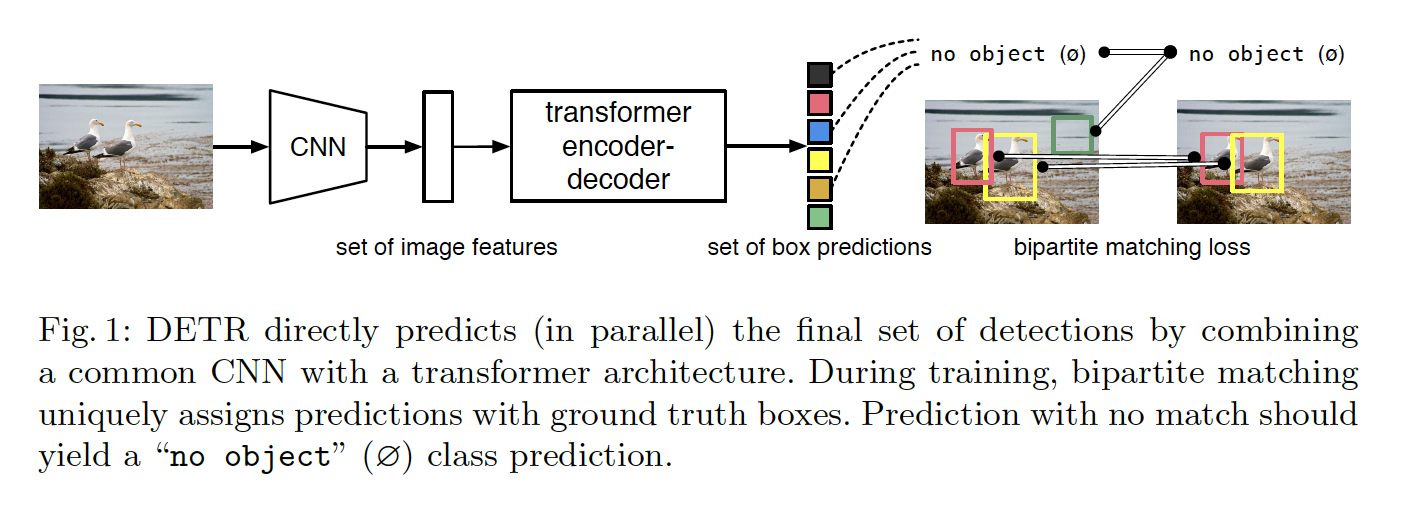 no object (ø)
no object (ø)
CNN
transformer
encoder-
decoder
set of image features
set of box predictions
bipartite matching loss
Fig. 1: DETR directly predicts (in parallel) the final set of detections by combining
a common CNN with a transformer architecture. During training, bipartite matching
uniquely assigns predictions with ground truth boxes. Prediction with no match should
yield a “no object” (∅) class prediction.